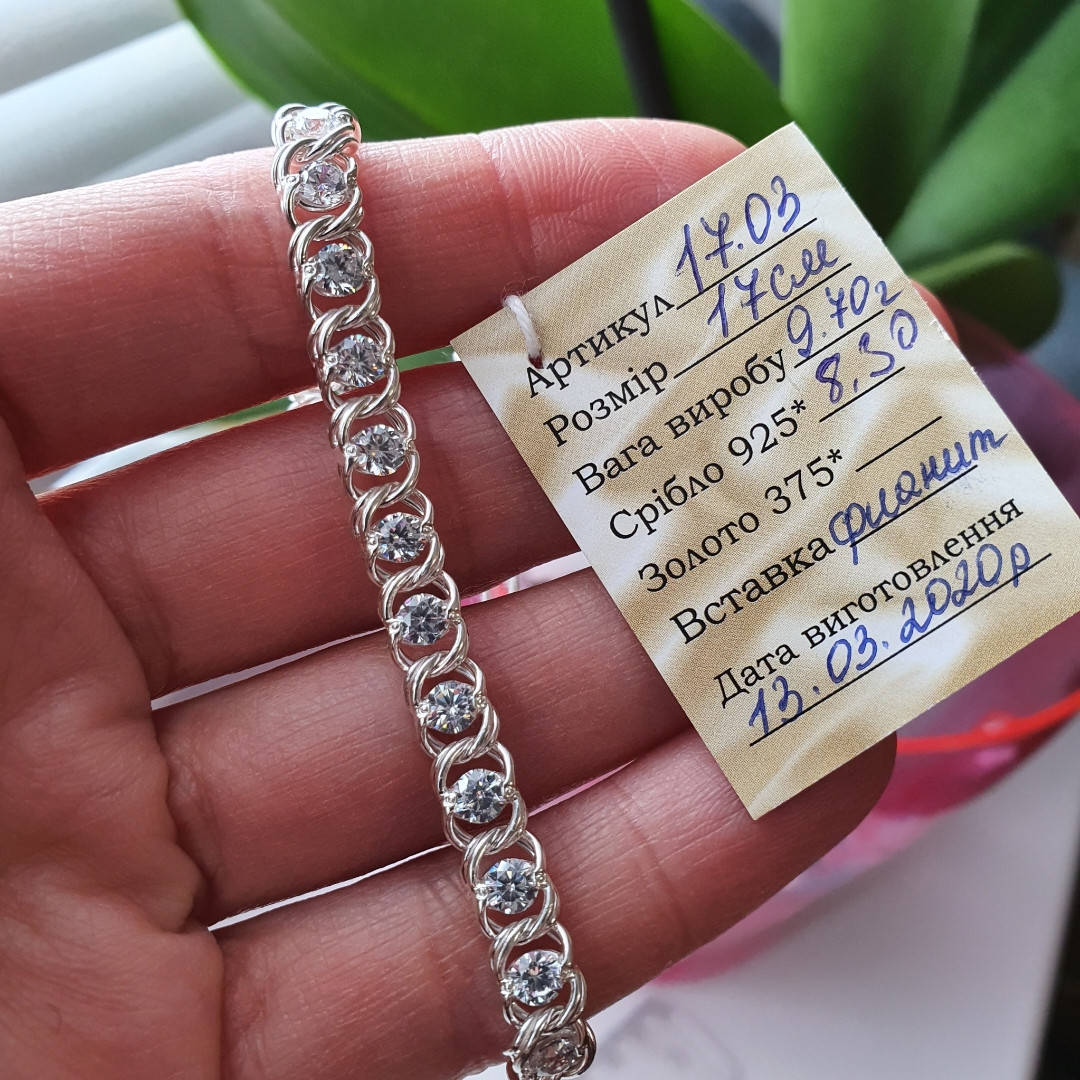 Артикул 17.03
Розмір 17см
Вага виробу 9.70г
Срібло 925* 8,30
Золото 375*
Вставка фианит
Дата виготовлення
13.03.2020р